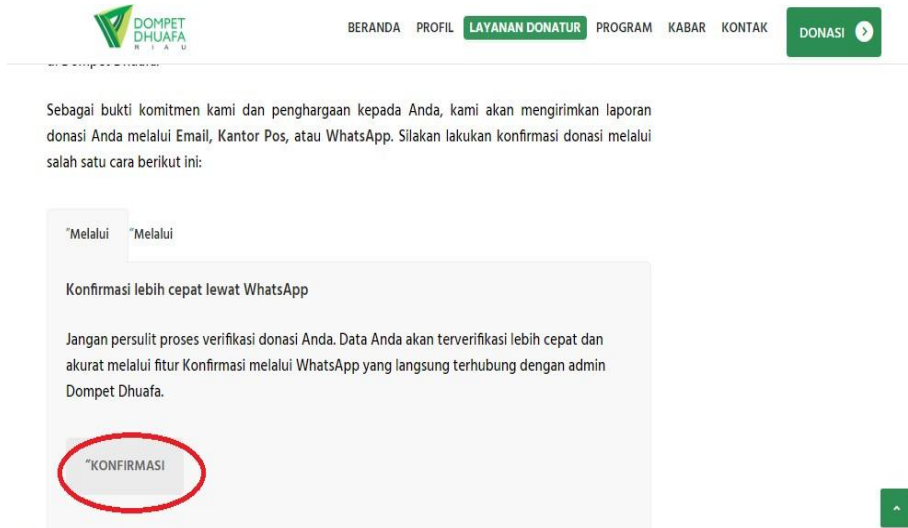 DOMPET
DHUAFA
RIAU
BERANDA PROFIL LAYANAN DONATUR PROGRAM KABAR KONTAK DONASI
Sebagai bukti komitmen kami dan penghargaan kepada Anda, kami akan mengirimkan laporan
donasi Anda melalui Email, Kantor Pos, atau WhatsApp. Silakan lakukan konfirmasi donasi melalui
salah satu cara berikut ini:
"Melalui "Melalui
Konfirmasi lebih cepat lewat WhatsApp
Jangan persulit proses verifikasi donasi Anda. Data Anda akan terverifikasi lebih cepat dan
akurat melalui fitur Konfirmasi melalui WhatsApp yang langsung terhubung dengan admin
Dompet Dhuafa.
"KONFIRMASI